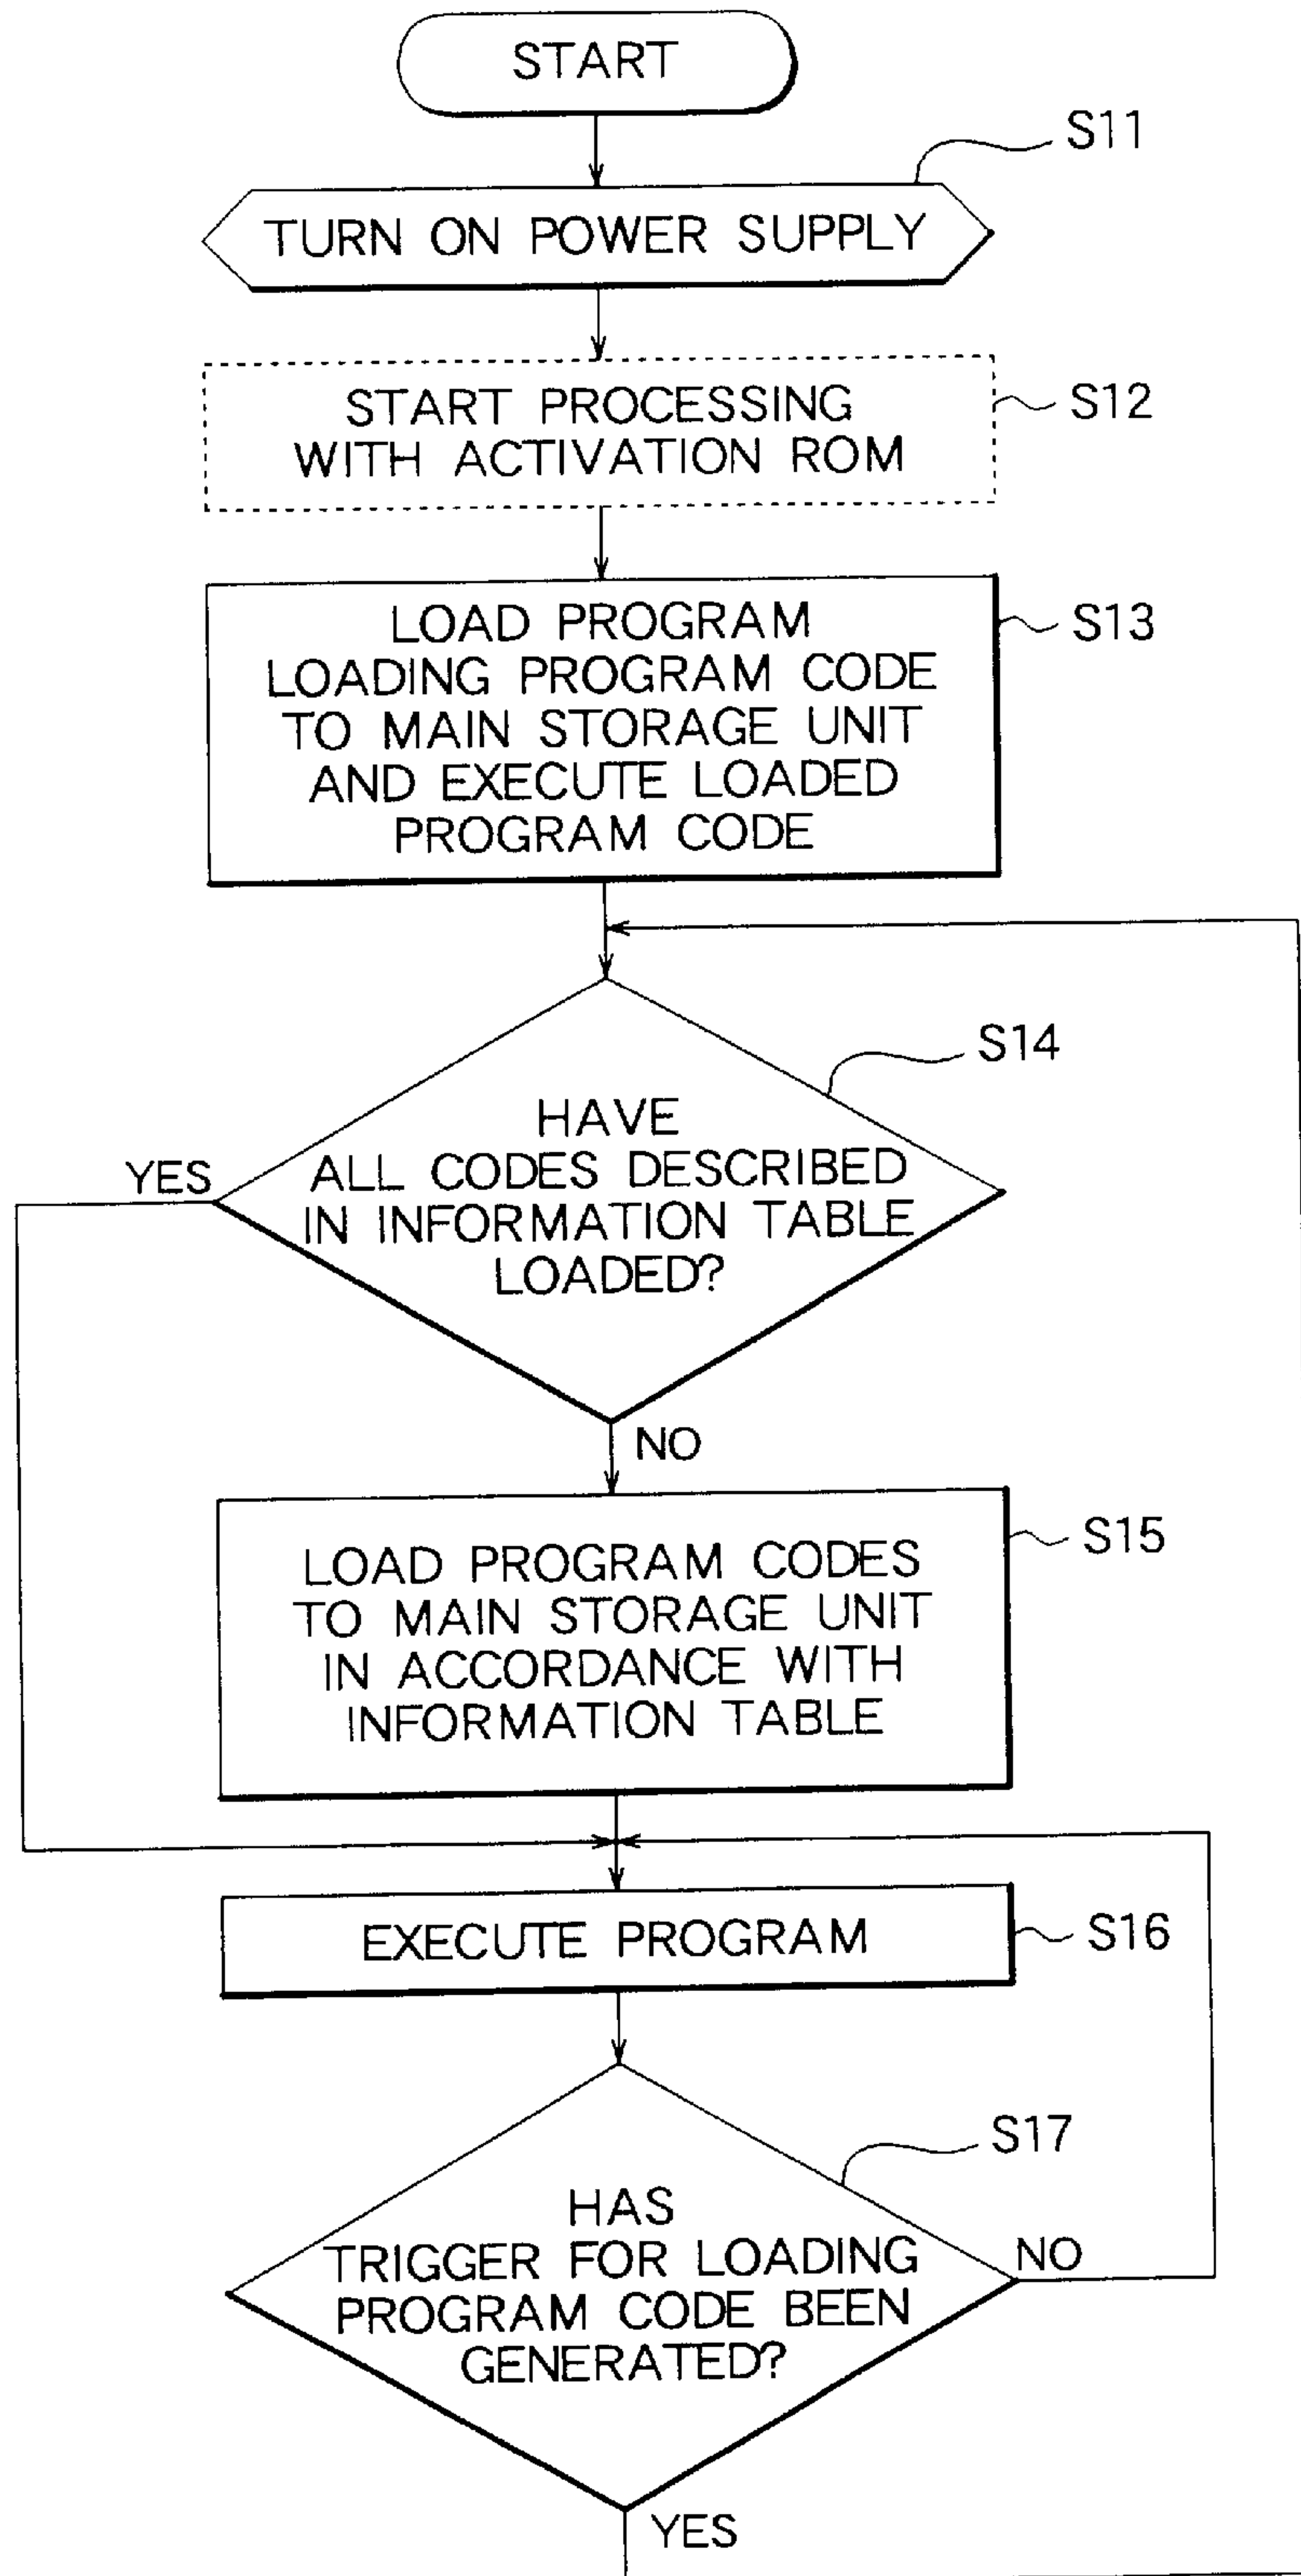 START
S11
TURN ON POWER SUPPLY
START PROCESSING
WITH ACTIVATION ROM
S12
LOAD PROGRAM
LOADING PROGRAM CODE
TO MAIN STORAGE UNIT
AND EXECUTE LOADED
PROGRAM CODE
S13
S14
HAVE
ALL CODES DESCRIBED
IN INFORMATION TABLE
LOADED?
YES
NO
S15
LOAD PROGRAM CODES
TO MAIN STORAGE UNIT
IN ACCORDANCE WITH
INFORMATION TABLE
EXECUTE PROGRAM
S16
S17
HAS
TRIGGER FOR LOADING
PROGRAM CODE BEEN
GENERATED?
NO
YES